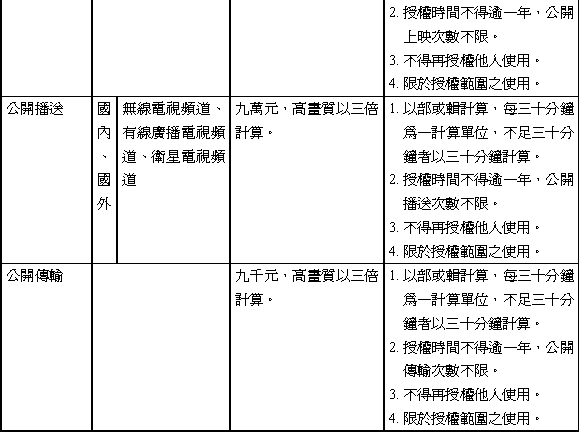 2. 授權時間不得逾一年，公開
上映次數不限。
3. 不得再授權他人使用。
4. 限於授權範圍之使用。
公開播送
國
內
、
國
外
無線電視頻道、
有線廣播電視頻
道、衛星電視頻
道
九萬元，高畫質以三倍
計算。
1. 以部或輯計算，每三十分鐘
為一計算單位，不足三十分
鐘者以三十分鐘計算。
2. 授權時間不得逾一年，公開
播送次數不限。
3. 不得再授權他人使用。
4. 限於授權範圍之使用。
公開傳輸
九千元，高畫質以三倍
計算。
1. 以部或輯計算，每三十分鐘
為一計算單位，不足三十分
鐘者以三十分鐘計算。
2. 授權時間不得逾一年，公開
傳輸次數不限。
3. 不得再授權他人使用。
4. 限於授權範圍之使用。